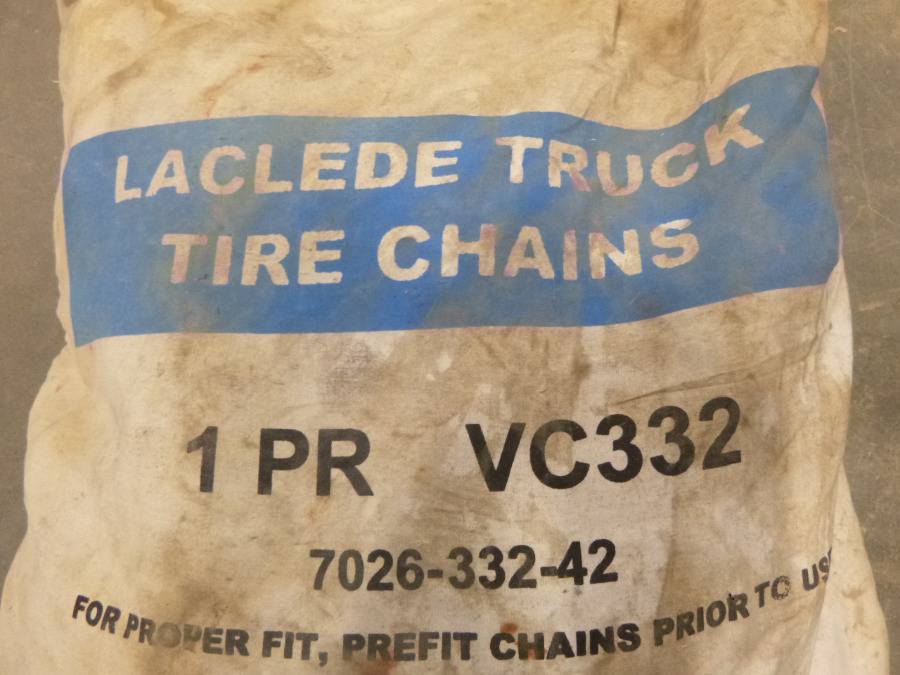 LACLEDE TRUCK
TIRE CHAINS
1 PR VC332
7026-332-42
FOR PROPER FIT, PREFIT CHAINS PRIOR TO USE